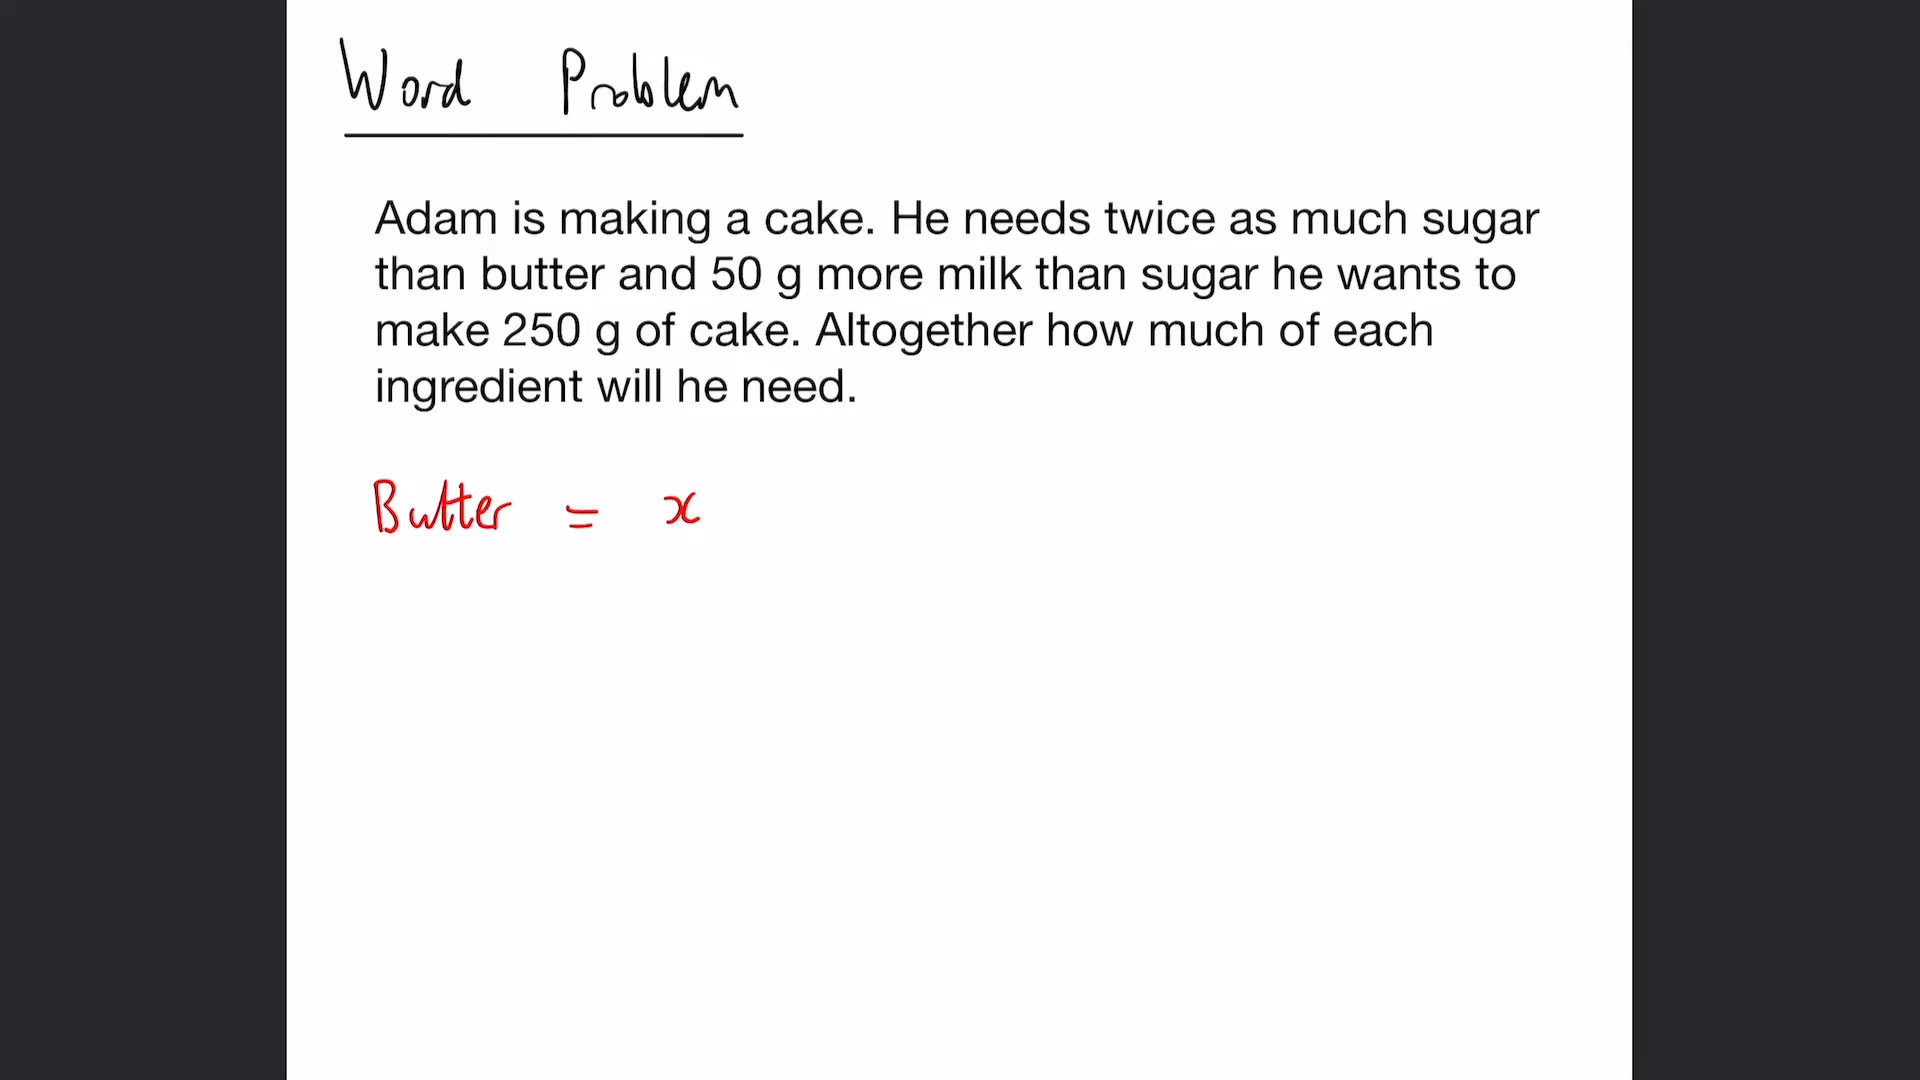 Word Problem
Adam is making a cake. He needs twice as much sugar
than butter and 50 g more milk than sugar he wants to
make 250 g of cake. Altogether how much of each
ingredient will he need.
Butter = x